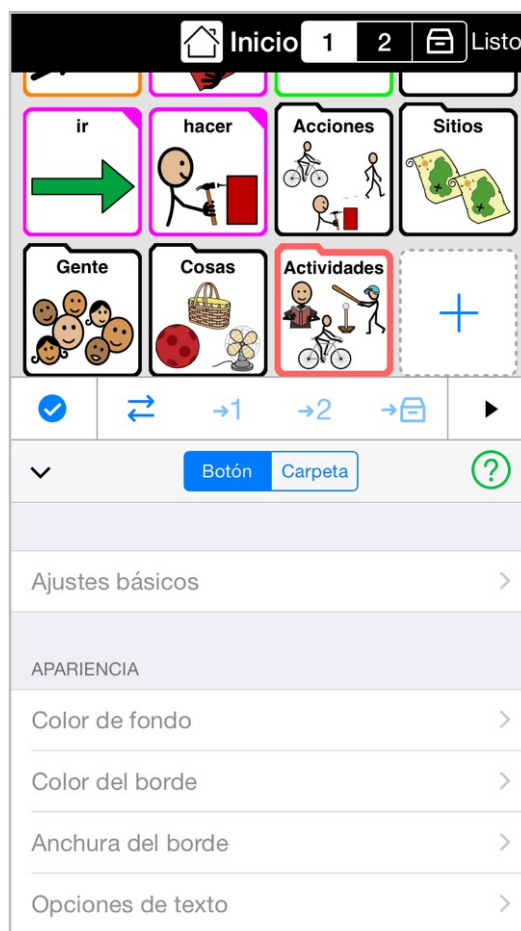 Inicio 1 2 Listo
ir hacer Acciones Sitios
Gente Cosas Actividades
→1 →2
Botón Carpeta ?
Ajustes básicos
APARIENCIA
Color de fondo
Color del borde
Anchura del borde
Opciones de texto